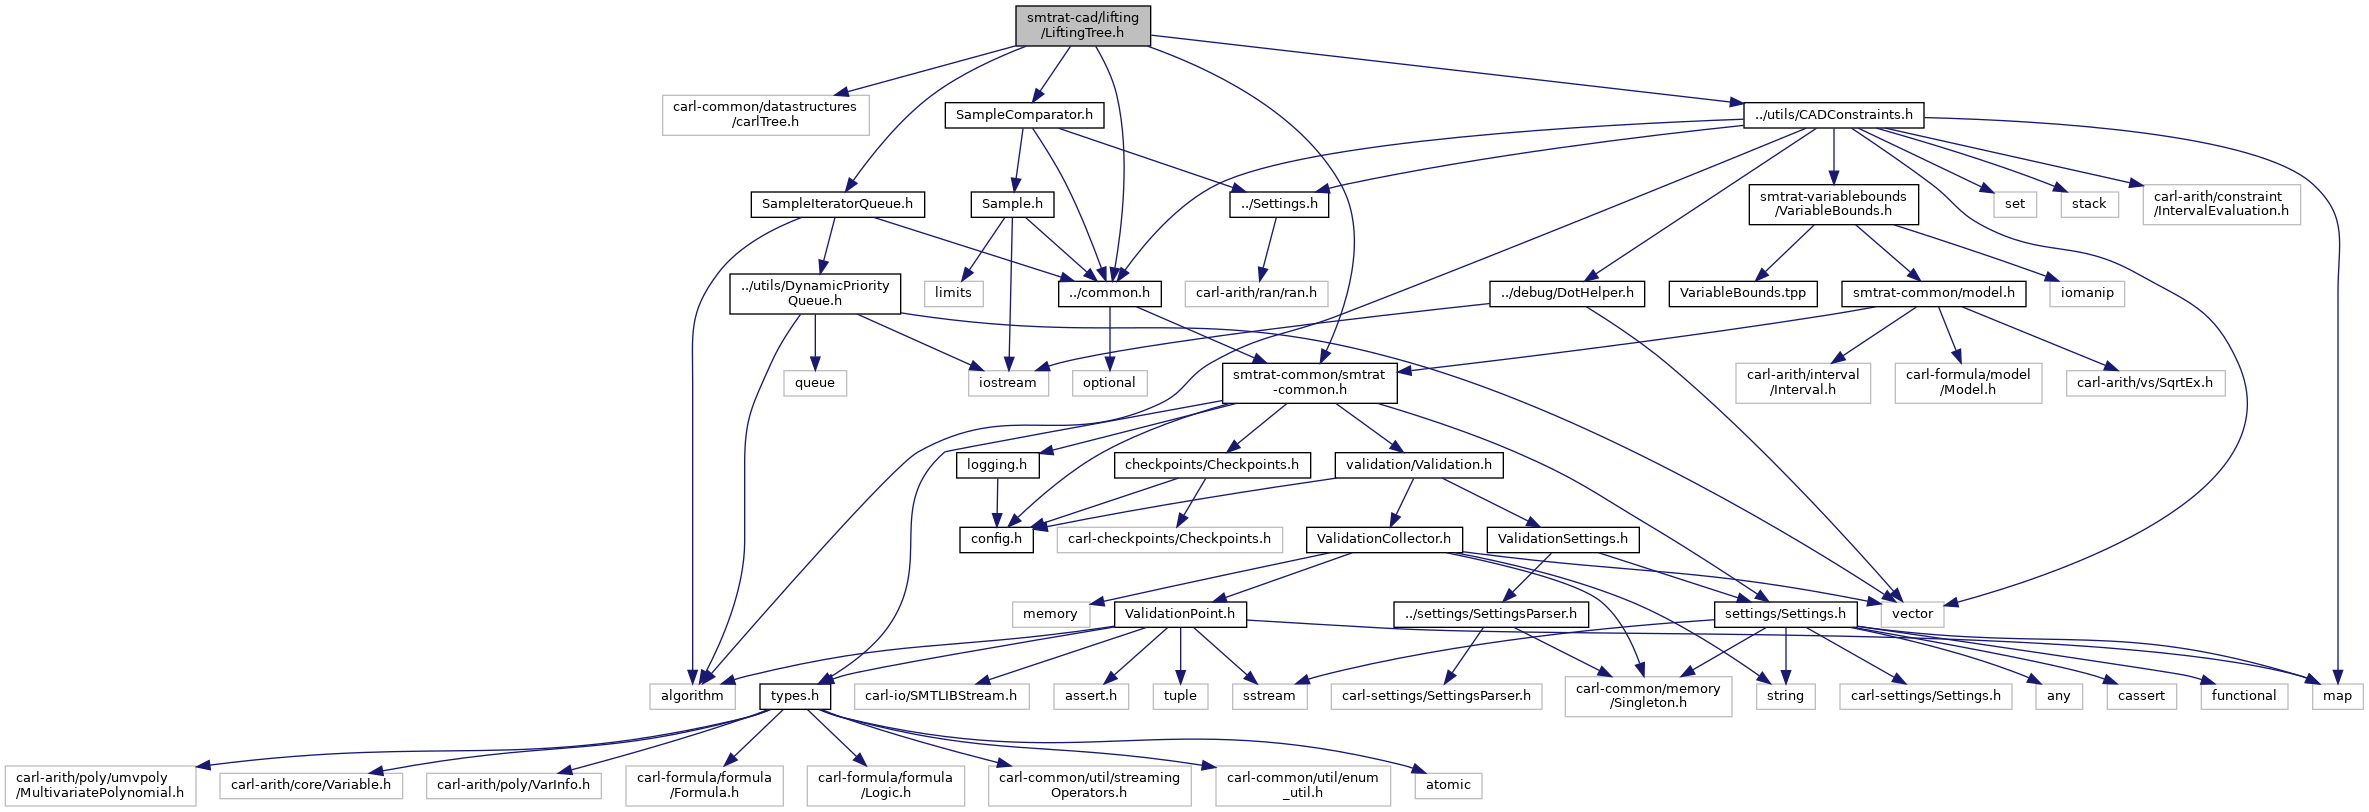 smtrat-cad/lifting
/LiftingTree.h
carl-common/datastructures
/carlTree.h
SampleComparator.h
../utils/CADConstraints.h
SampleIteratorQueue.h
Sample.h
../Settings.h
smtrat-variablebounds
/VariableBounds.h
set
stack
carl-arith/constraint
/IntervalEvaluation.h
../utils/DynamicPriority
Queue.h
limits
../common.h
carl-arith/ran/ran.h
../debug/DotHelper.h
VariableBounds.tpp
smtrat-common/model.h
iomanip
queue
iostream
optional
smtrat-common/smtrat
-common.h
carl-arith/interval
/Interval.h
carl-formula/model
/Model.h
carl-arith/vs/SqrtEx.h
logging.h
checkpoints/Checkpoints.h
validation/Validation.h
config.h
carl-checkpoints/Checkpoints.h
ValidationCollector.h
ValidationSettings.h
memory
ValidationPoint.h
../settings/SettingsParser.h
settings/Settings.h
vector
algorithm
types.h
carl-io/SMTLIBStream.h
assert.h
tuple
sstream
carl-settings/SettingsParser.h
carl-common/memory
/Singleton.h
string
carl-settings/Settings.h
any
cassert
functional
map
carl-arith/poly/umvpoly
/MultivariatePolynomial.h
carl-arith/core/Variable.h
carl-arith/poly/VarInfo.h
carl-formula/formula
/Formula.h
carl-formula/formula
/Logic.h
carl-common/util/streaming
Operators.h
carl-common/util/enum
_util.h
atomic